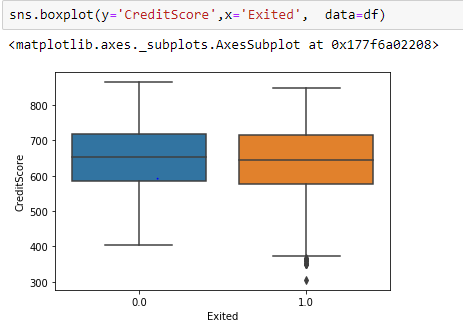 sns.boxplot(y='CreditScore',x='Exited',  data=df)
<matplotlib.axes._subplots.AxesSubplot at 0x177f6a02208>
800
700
600
500
400
300
CreditScore
0.0 1.0
Exited